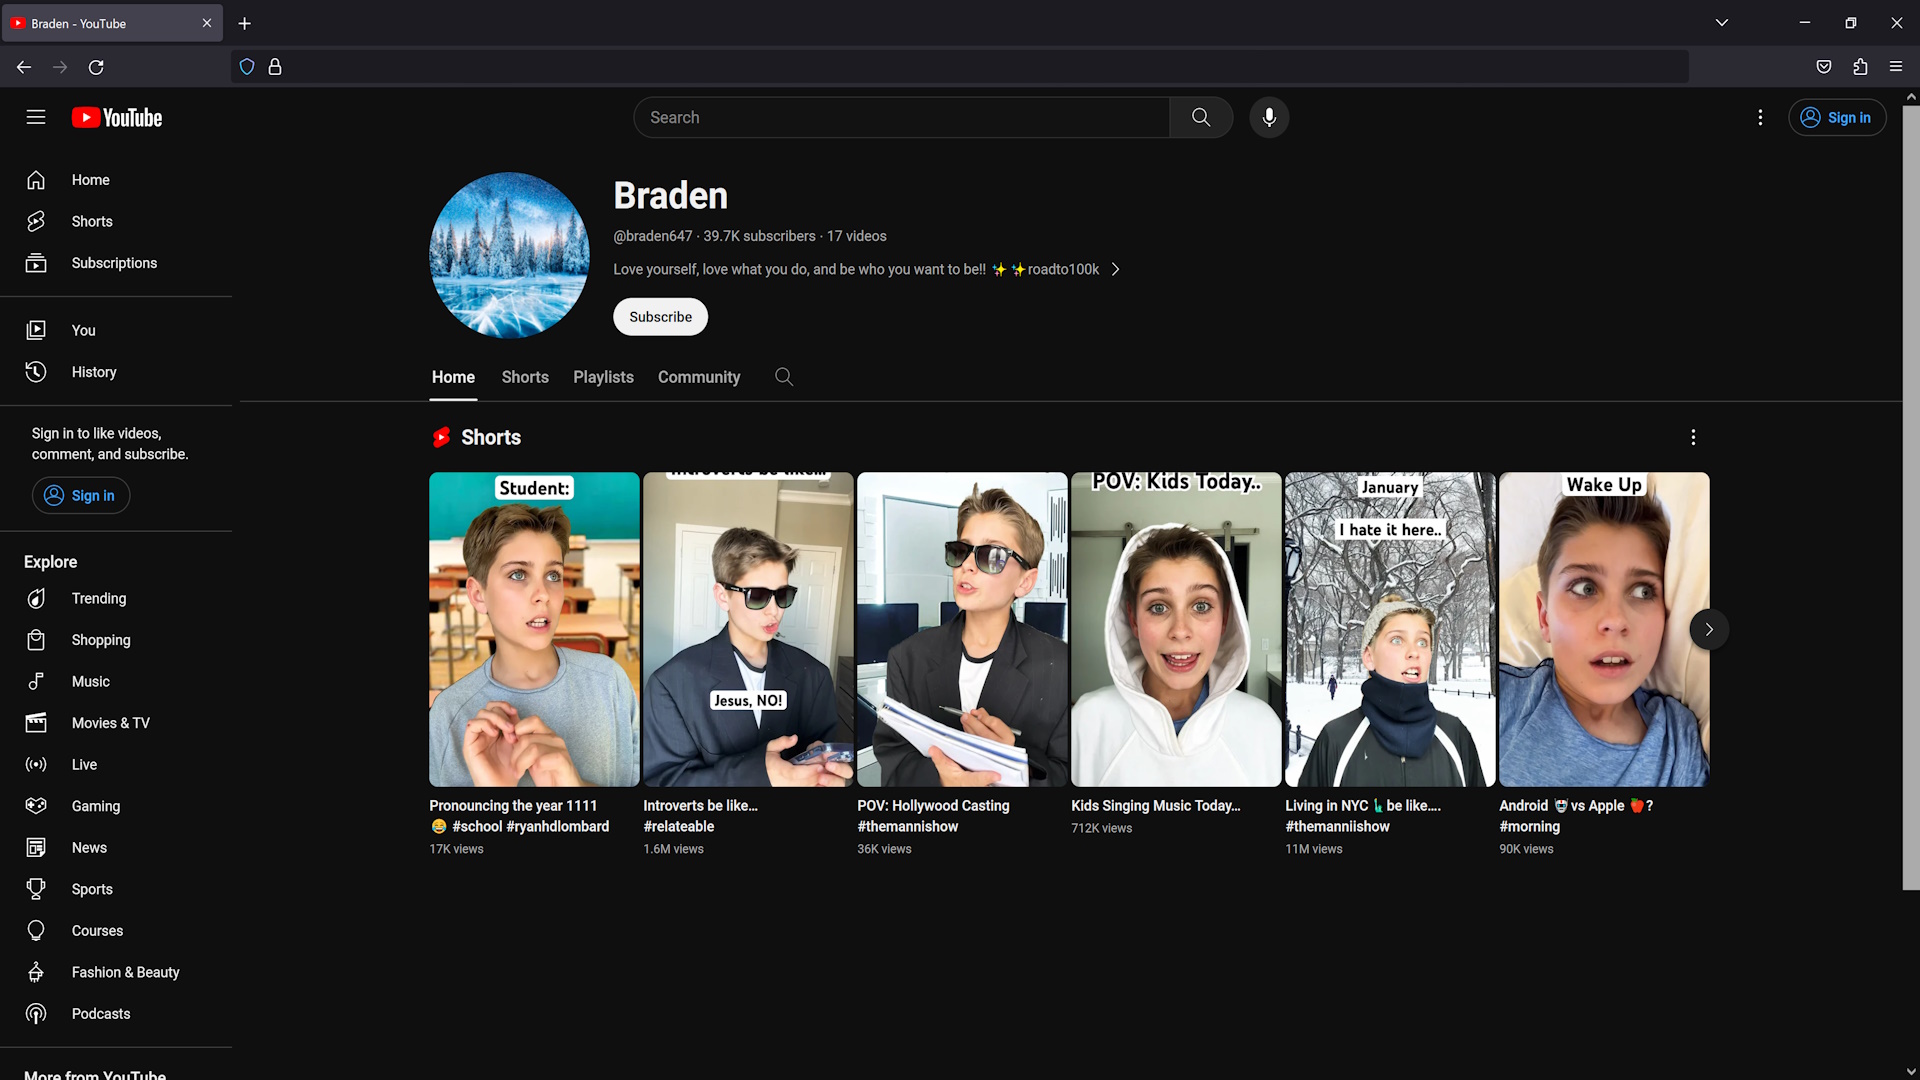 Braden - YouTube
YouTube
Search
Sign in
Home
Shorts
Subscriptions
You
History
Sign in to like videos,
comment, and subscribe.
Sign in
Explore
Trending
Shopping
Music
Movies & TV
Live
Gaming
News
Sports
Courses
Fashion & Beauty
Podcasts
More from YouTube
Braden
@braden647 · 39.7K subscribers · 17 videos
Love yourself, love what you do, and be who you want to be!! ✨ ✨roadto100k
Subscribe
Home Shorts Playlists Community
Shorts
Student:
Introverts be like...
Jesus, NO!
POV: Kids Today..
January
I hate it here..
Wake Up
Pronouncing the year 1111
😂 #school #ryanhdlombard
17K views
Introverts be like...
#relateable
1.6M views
POV: Hollywood Casting
#themannishow
36K views
Kids Singing Music Today...
712K views
Living in NYC 🗽 be like....
#themanniishow
11M views
Android 🤖 vs Apple 🍎?
#morning
90K views